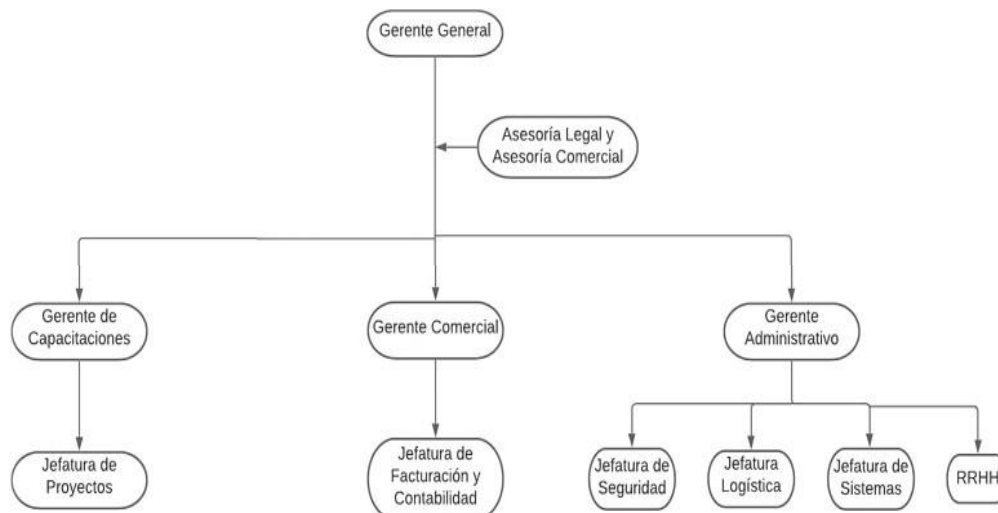 Gerente General
Asesoría Legal y
Asesoría Comercial
Gerente de
Capacitaciones
Gerente Comercial
Gerente
Administrativo
Jefatura de
Proyectos
Jefatura de
Facturación y
Contabilidad
Jefatura de
Seguridad
Jefatura
Logística
Jefatura de
Sistemas
RRHH